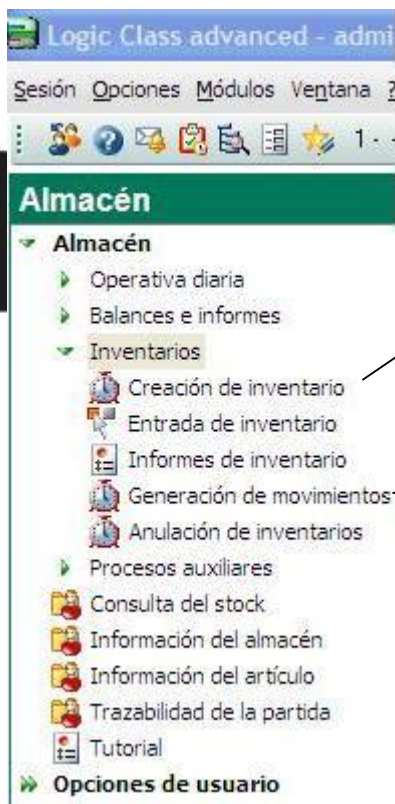 Logic Class advanced - admi
Sesión Opciones Módulos Ventana ?
1 -
Almacén
Almacén
Operativa diaria
Balances e informes
Inventarios
Creación de inventario
Entrada de inventario
Informes de inventario
Generación de movimientos
Anulación de inventarios
Procesos auxiliares
Consulta del stock
Información del almacén
Información del artículo
Trazabilidad de la partida
Tutorial
Opciones de usuario